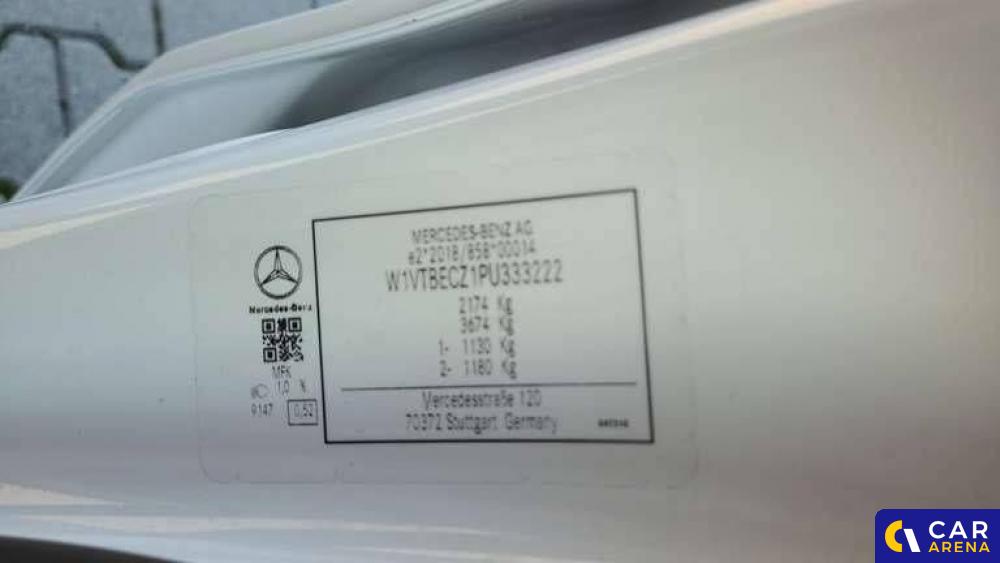 MERCEDES-BENZ AG
e2*2018/858*00014
W1VTBECZ1PU333222
2174 Kg
3674 Kg
1- 1130 Kg
2- 1180 Kg
Mercedesstraße 120
70372 Stuttgart Germany
Mercedes-Benz
MFK
1,0 %
9147 0,52
CAR
ARENA